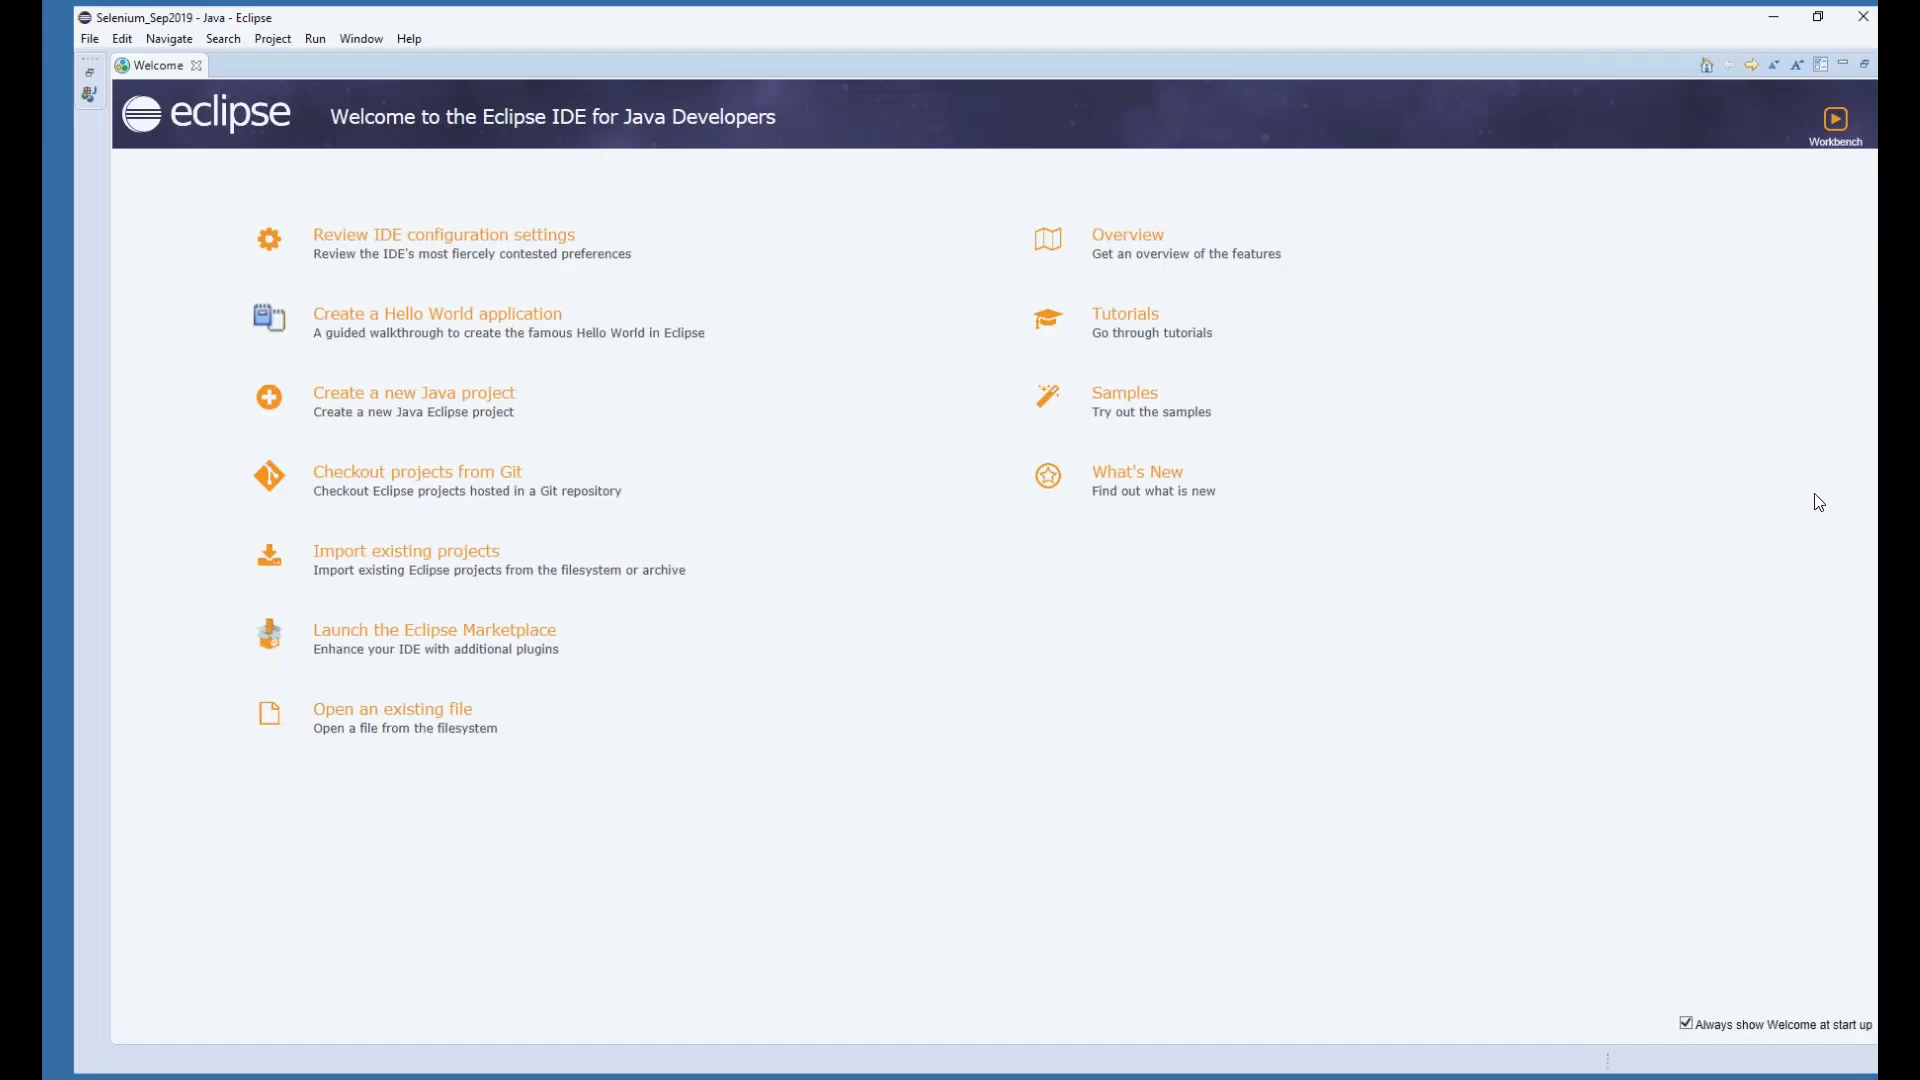 Selenium_Sep2019 - Java - Eclipse
File Edit Navigate Search Project Run Window Help
Welcome
eclipse Welcome to the Eclipse IDE for Java Developers
Workbench
Review IDE configuration settings
Review the IDE's most fiercely contested preferences
Create a Hello World application
A guided walkthrough to create the famous Hello World in Eclipse
Create a new Java project
Create a new Java Eclipse project
Checkout projects from Git
Checkout Eclipse projects hosted in a Git repository
Import existing projects
Import existing Eclipse projects from the filesystem or archive
Launch the Eclipse Marketplace
Enhance your IDE with additional plugins
Open an existing file
Open a file from the filesystem
Overview
Get an overview of the features
Tutorials
Go through tutorials
Samples
Try out the samples
What's New
Find out what is new
Always show Welcome at start up